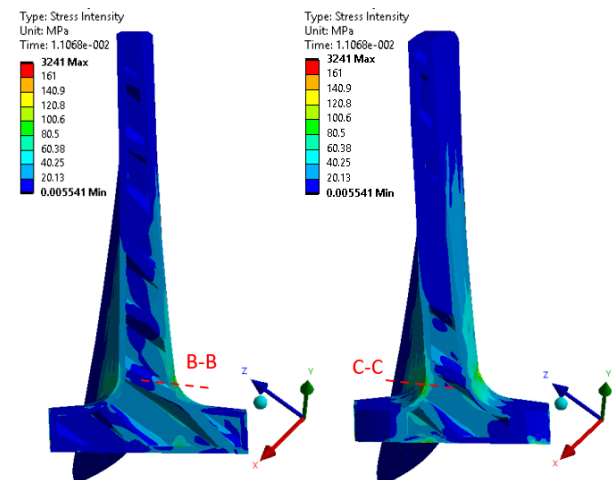 Type: Stress Intensity
Unit: MPa
Time: 1.1068e-002
3241 Max
161
140.9
120.8
100.6
80.5
60.38
40.25
20.13
0.005541 Min
B-B
Z
Y
X
Type: Stress Intensity
Unit: MPa
Time: 1.1068e-002
3241 Max
161
140.9
120.8
100.6
80.5
60.38
40.25
20.13
0.005541 Min
C-C
Z
Y
X